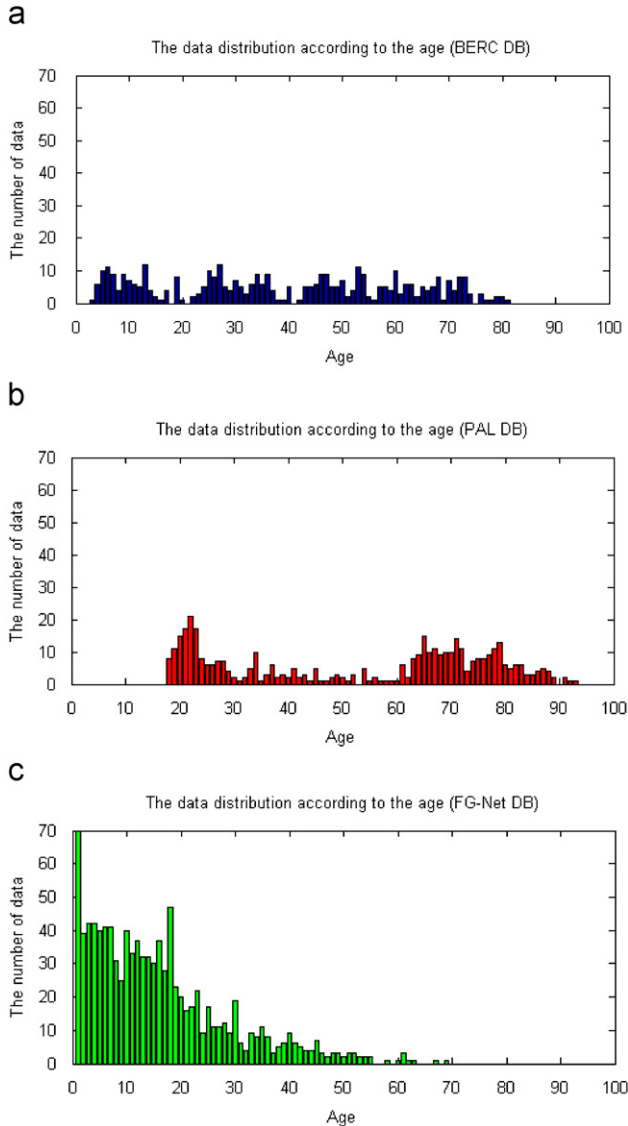 a
The data distribution according to the age (BERC DB)
70
60
50
40
30
20
10
0
The number of data
0 10 20 30 40 50 60 70 80 90 100
Age
b
The data distribution according to the age (PAL DB)
70
60
50
40
30
20
10
0
The number of data
0 10 20 30 40 50 60 70 80 90 100
Age
c
The data distribution according to the age (FG-Net DB)
70
60
50
40
30
20
10
0
The number of data
0 10 20 30 40 50 60 70 80 90 100
Age